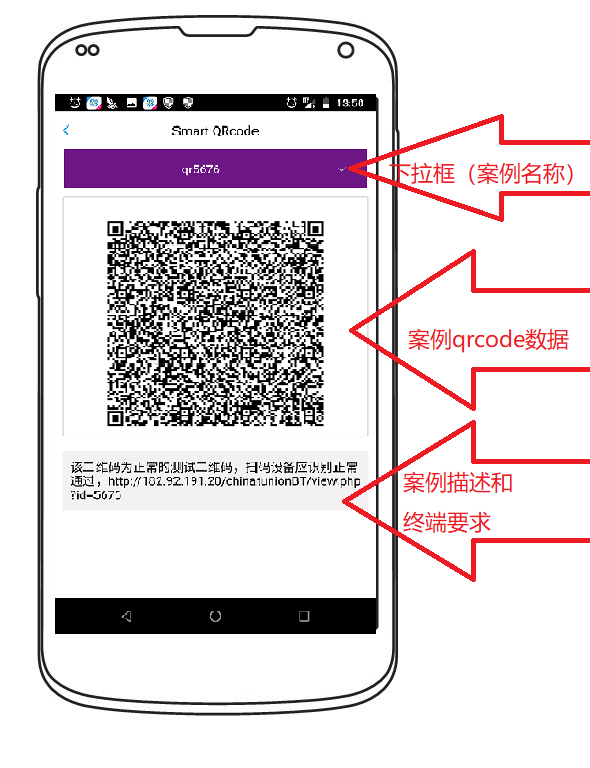 13:50
Smart QRcode
qr5676
下拉框（案例名称）
案例qrcode数据
该二维码为正常的测试二维码，扫码设备应识别正常
通过，http://182.92.191.20/chinatunionBT/view.php
?id=5676
案例描述和
终端要求